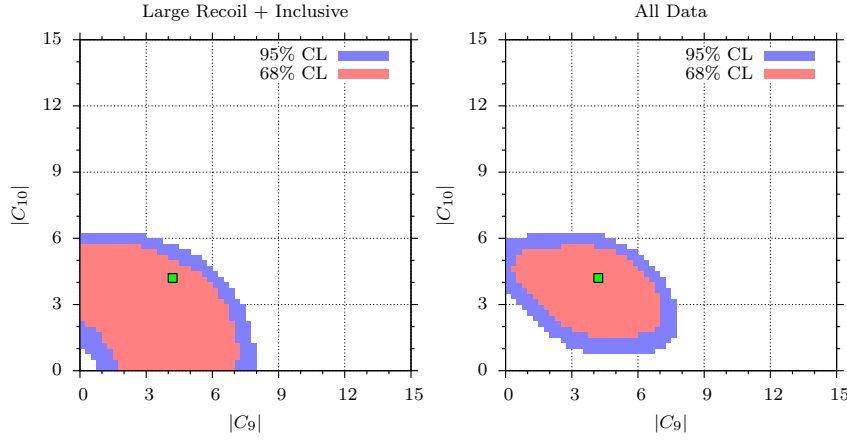 Large Recoil + Inclusive
15
12
9
6
3
0
|C10|
95% CL
68% CL
0 3 6 9 12 15
|C9|
All Data
15
12
9
6
3
0
|C10|
95% CL
68% CL
0 3 6 9 12 15
|C9|